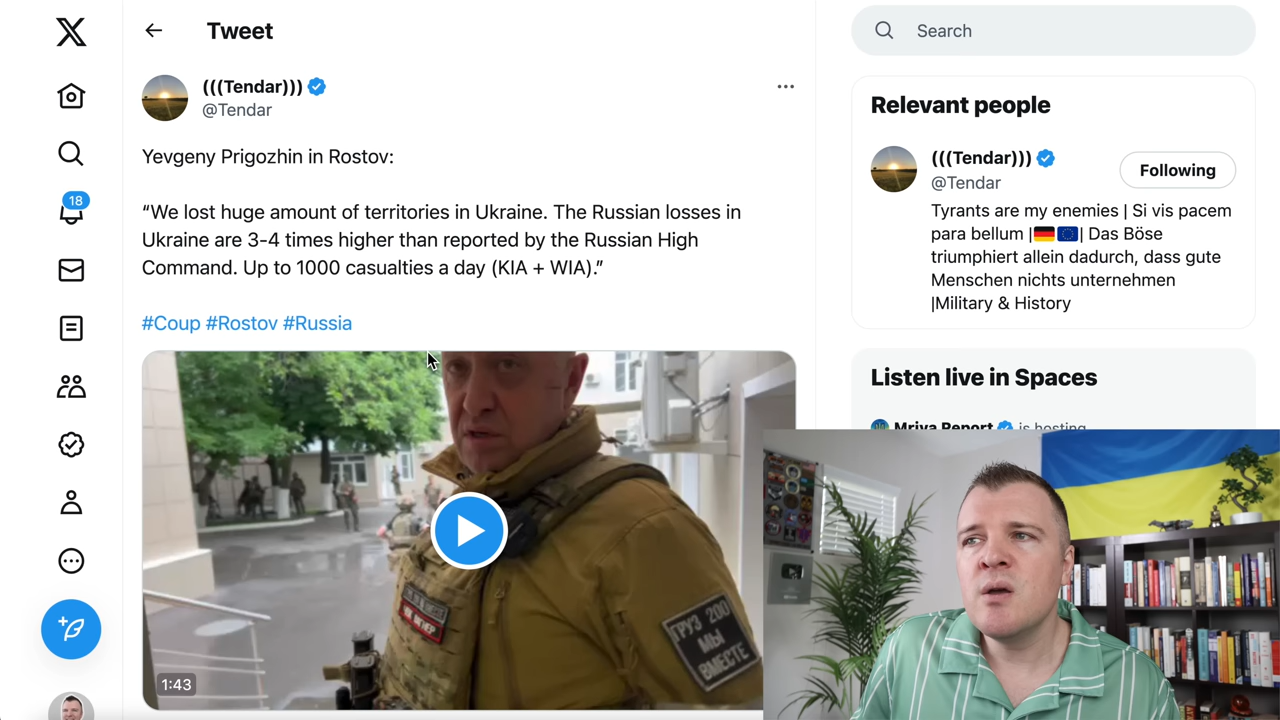 Tweet
(((Tendar)))
@Tendar
Yevgeny Prigozhin in Rostov:
“We lost huge amount of territories in Ukraine. The Russian losses in
Ukraine are 3-4 times higher than reported by the Russian High
Command. Up to 1000 casualties a day (KIA + WIA).”
#Coup #Rostov #Russia
ГРУЗ 200
МЫ
ВМЕСТЕ
1:43
18
Search
Relevant people
(((Tendar)))
@Tendar
Following
Tyrants are my enemies | Si vis pacem
para bellum |🇩🇪🇪🇺| Das Böse
triumphiert allein dadurch, dass gute
Menschen nichts unternehmen
|Military & History
Listen live in Spaces
Mriya Report is hosting